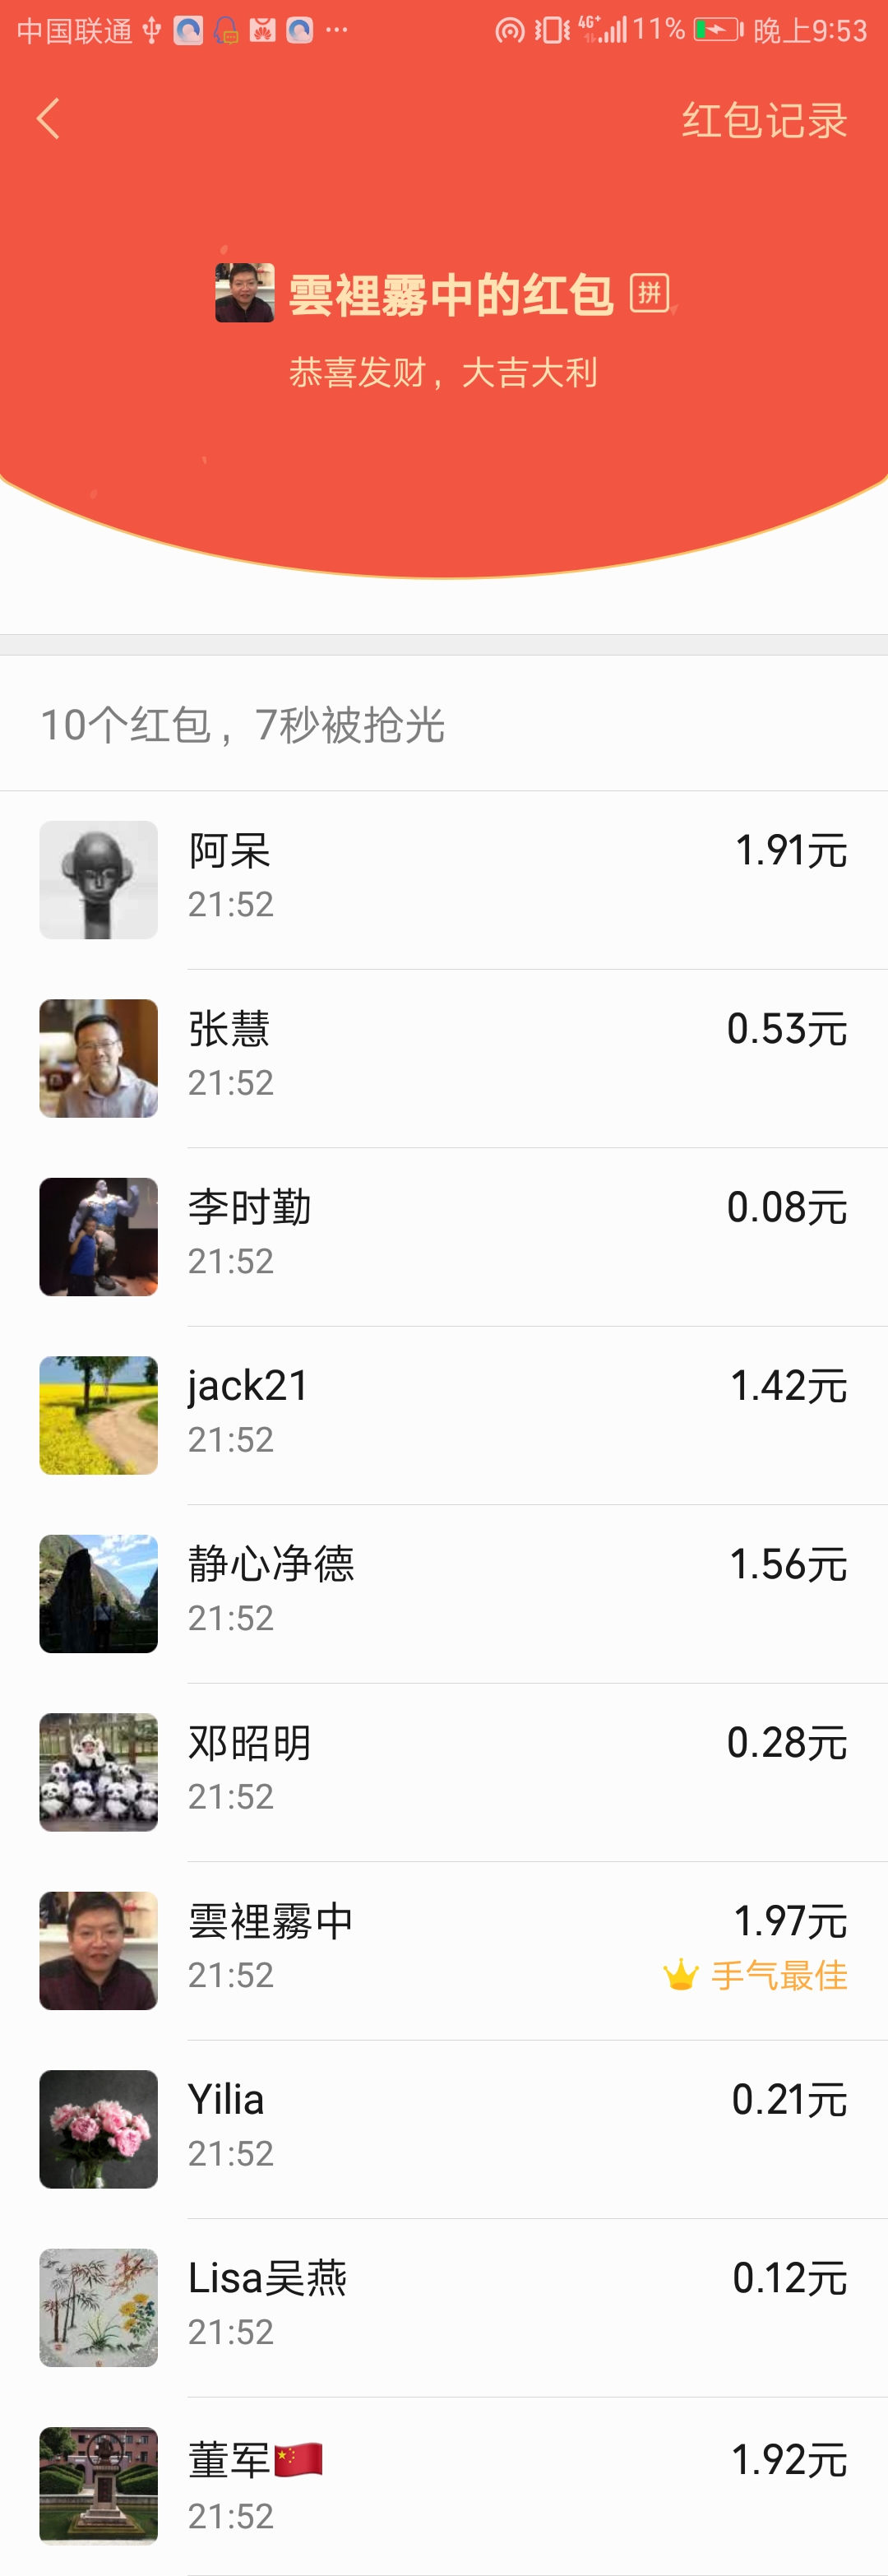 中国联通 ··· 4G+ 11% 晚上9:53
红包记录
雲裡霧中的红包 拼
恭喜发财，大吉大利
10个红包，7秒被抢光
阿呆 1.91元
21:52
张慧 0.53元
21:52
李时勤 0.08元
21:52
jack21 1.42元
21:52
静心净德 1.56元
21:52
邓昭明 0.28元
21:52
雲裡霧中 1.97元
21:52 手气最佳
Yilia 0.21元
21:52
Lisa吴燕 0.12元
21:52
董军🇨🇳 1.92元
21:52